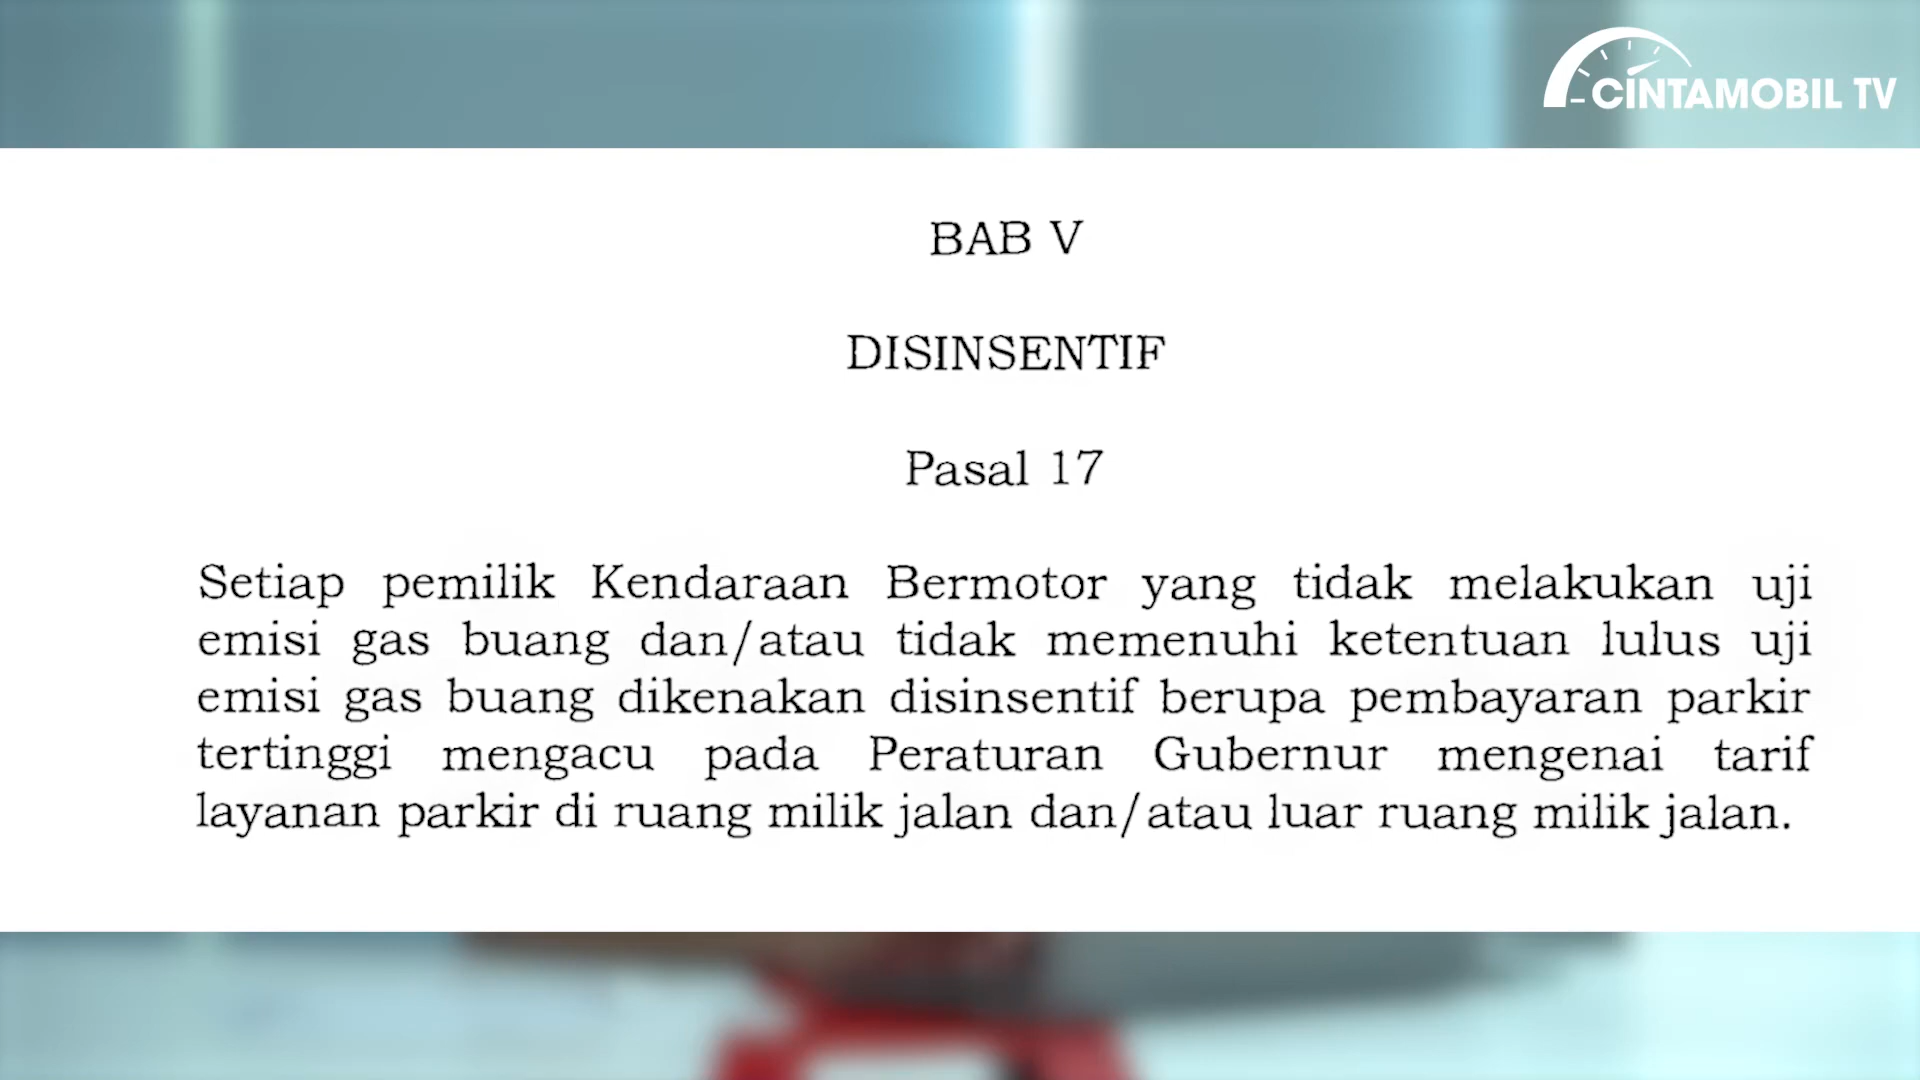 CINTAMOBIL TV
BAB V
DISINSENTIF
Pasal 17
Setiap pemilik Kendaraan Bermotor yang tidak melakukan uji
emisi gas buang dan/atau tidak memenuhi ketentuan lulus uji
emisi gas buang dikenakan disinsentif berupa pembayaran parkir
tertinggi mengacu pada Peraturan Gubernur mengenai tarif
layanan parkir di ruang milik jalan dan/atau luar ruang milik jalan.